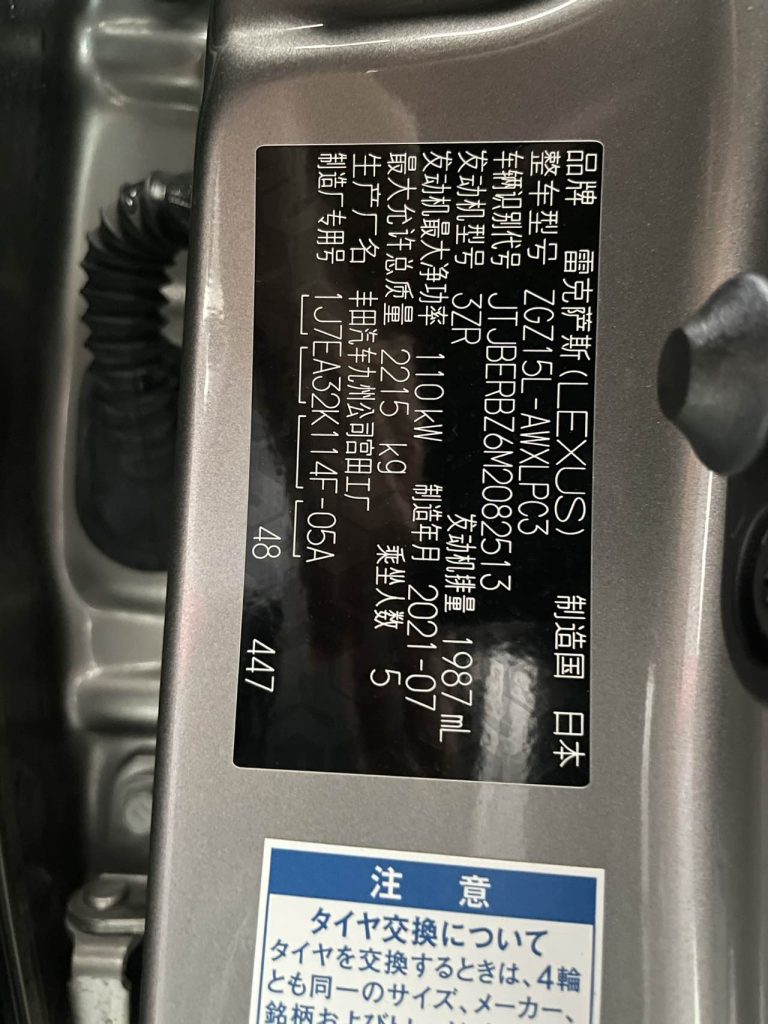 品牌 雷克萨斯(LEXUS) 制造国 日本
整车型号 ZGZ15L-AWXLPC3
车辆识别代号 JTJBERBZ6M2082513
发动机型号 3ZR 发动机排量 1987 mL
发动机最大净功率 110 kW 制造年月 2021-07
最大允许总质量 2215 kg 乘坐人数 5
生产厂名 丰田汽车九州公司宫田工厂
制造厂专用号 1J7EA32K114F-05A
48 447
注 意
タイヤ交換について
タイヤを交換するときは、4輪
とも同一のサイズ、メーカー、
銘柄および